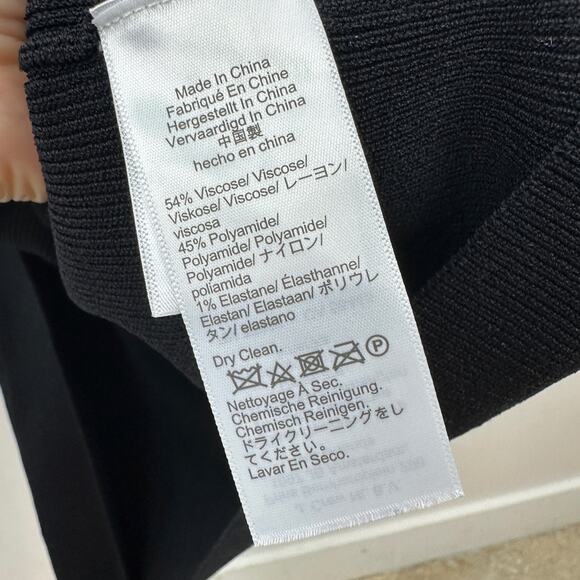 Made In China
Fabriqué En Chine
Hergestellt In China
Vervaardigd In China
中国製
hecho en china
54% Viscose/ Viscose/
Viskose/ Viscose/ レーヨン/
viscosa
45% Polyamide/
Polyamide/ Polyamide/
Polyamide/ ナイロン/
poliamida
1% Elastane/ Élasthanne/
Elastan/ Elastaan/ ポリウレ
タン/ elastano
Dry Clean.
P
Nettoyage À Sec.
Chemische Reinigung.
Chemisch Reinigen.
ドライクリーニングをし
てください。
Lavar En Seco.